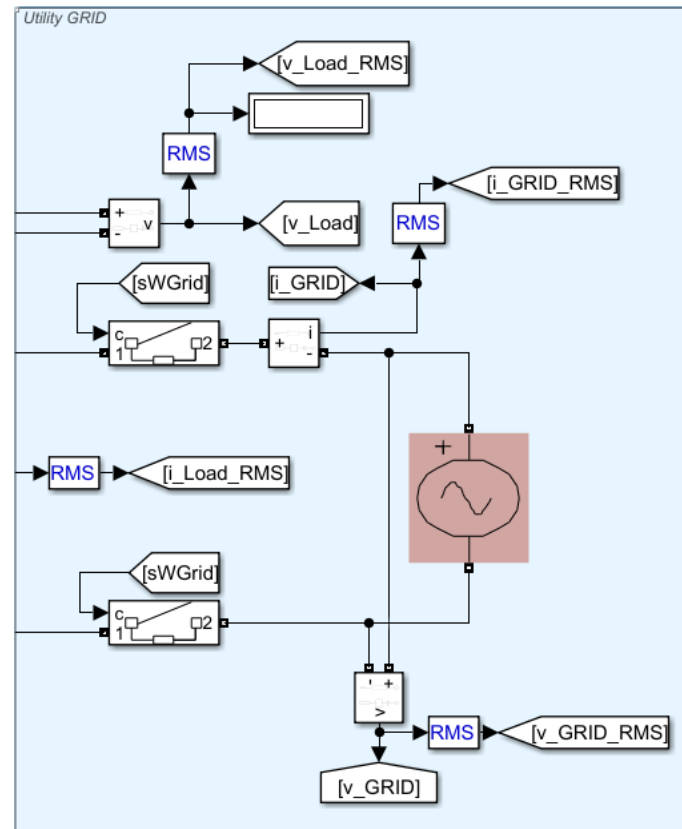 Utility GRID
[v_Load_RMS]
RMS
[i_GRID_RMS]
RMS
+
-
v
[v_Load]
[sWGrid]
[i_GRID]
c
1
2
+
i
-
+
RMS
[i_Load_RMS]
[sWGrid]
c
1
2
- +
v
RMS
[v_GRID_RMS]
[v_GRID]